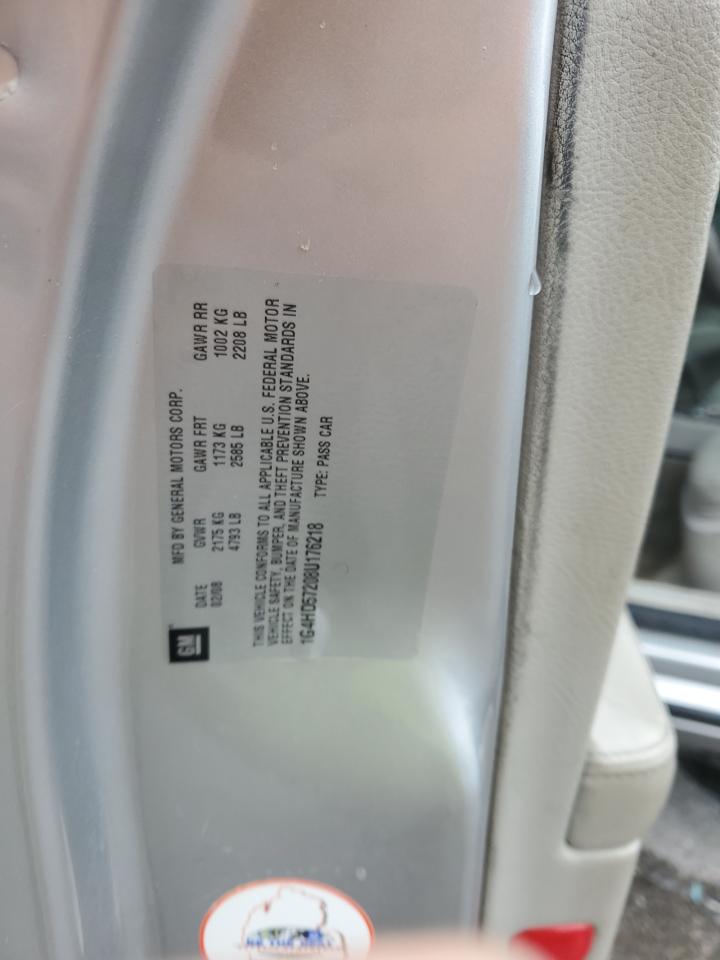 GM
MFD BY GENERAL MOTORS CORP.
DATE GVWR GAWR FRT GAWR RR
02/08 2175 KG 1173 KG 1002 KG
4793 LB 2585 LB 2208 LB
THIS VEHICLE CONFORMS TO ALL APPLICABLE U.S. FEDERAL MOTOR
VEHICLE SAFETY, BUMPER, AND THEFT PREVENTION STANDARDS IN
EFFECT ON THE DATE OF MANUFACTURE SHOWN ABOVE.
1G4HD57208U176218 TYPE: PASS CAR